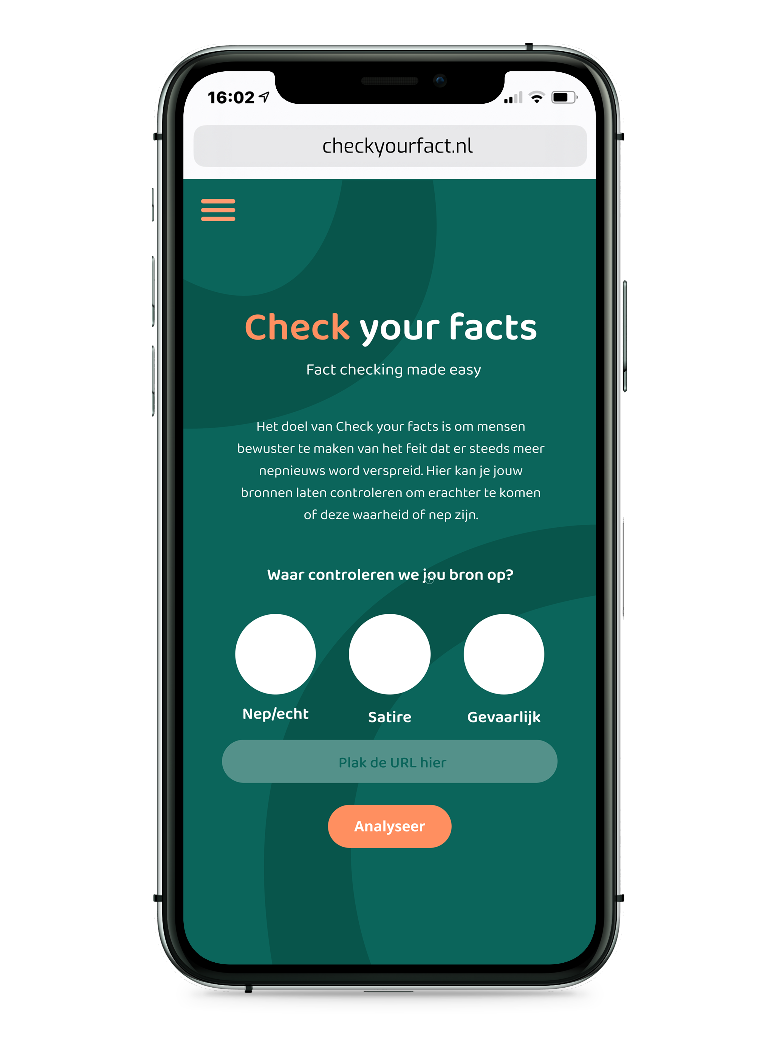 16:02
checkyourfact.nl
Check your facts
Fact checking made easy
Het doel van Check your facts is om mensen
bewuster te maken van het feit dat er steeds meer
nepnieuws word verspreid. Hier kan je jouw
bronnen laten controleren om erachter te komen
of deze waarheid of nep zijn.
Waar controleren we jou bron op?
Nep/echt
Satire
Gevaarlijk
Plak de URL hier
Analyseer